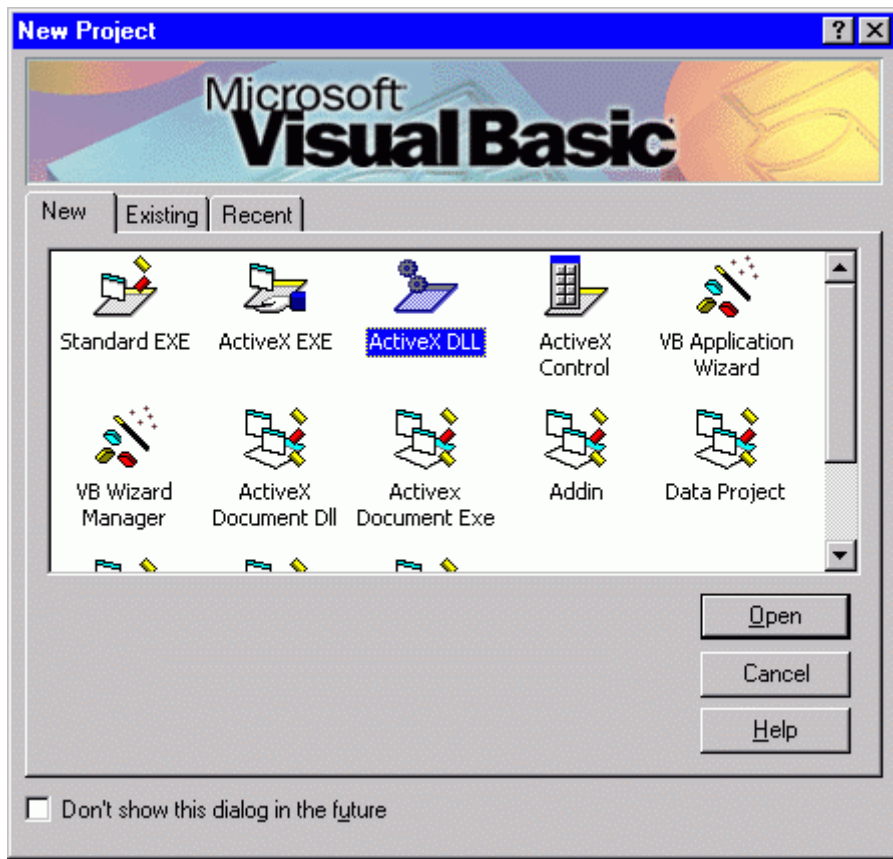 New Project
Microsoft
Visual Basic
New Existing Recent
Standard EXE ActiveX EXE ActiveX DLL ActiveX VB Application
Control Wizard
VB Wizard ActiveX Activex Addin Data Project
Manager Document Dll Document Exe
Open
Cancel
Help
Don't show this dialog in the future